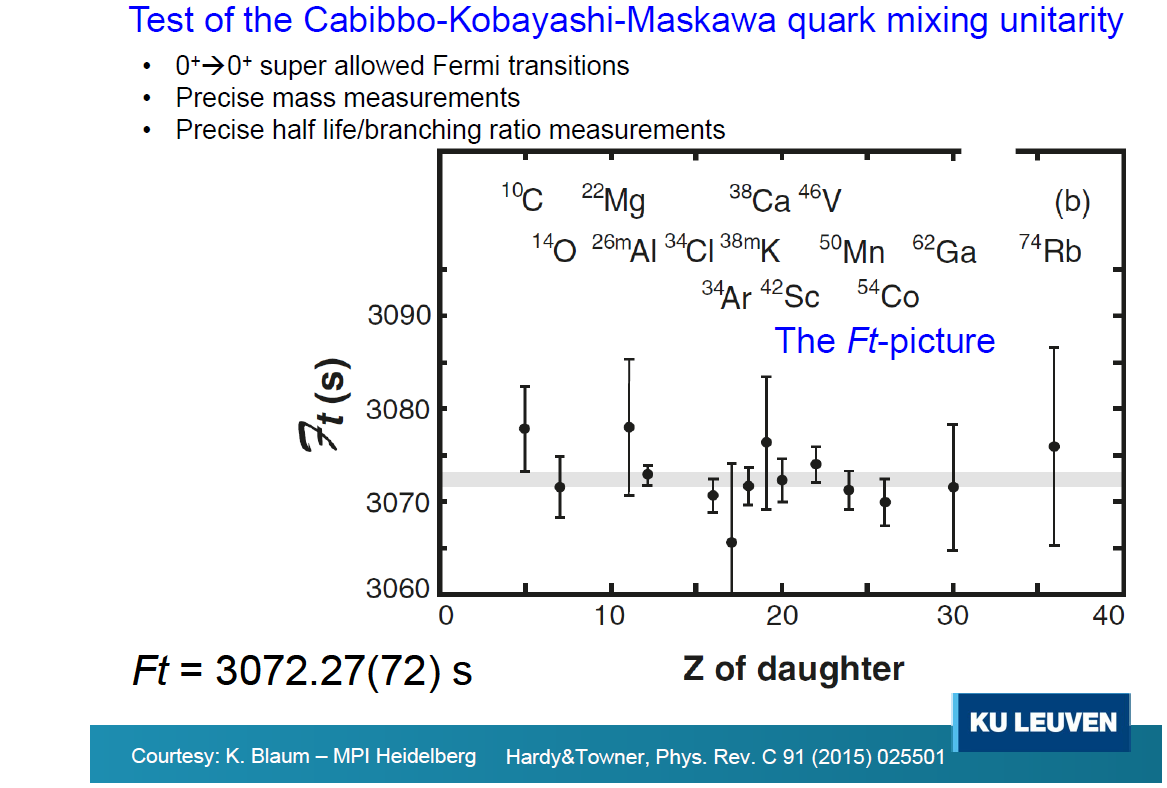 Test of the Cabibbo-Kobayashi-Maskawa quark mixing unitarity
• 0⁺→0⁺ super allowed Fermi transitions
• Precise mass measurements
• Precise half life/branching ratio measurements
¹⁰C ²²Mg ³⁸Ca ⁴⁶V (b)
¹⁴O ²⁶ᵐAl ³⁴Cl ³⁸ᵐK ⁵⁰Mn ⁶²Ga ⁷⁴Rb
³⁴Ar ⁴²Sc ⁵⁴Co
The Ft-picture
3090
3080
3070
3060
ℱt (s)
0 10 20 30 40
Z of daughter
Ft = 3072.27(72) s
KU LEUVEN
Courtesy: K. Blaum – MPI Heidelberg Hardy&Towner, Phys. Rev. C 91 (2015) 025501